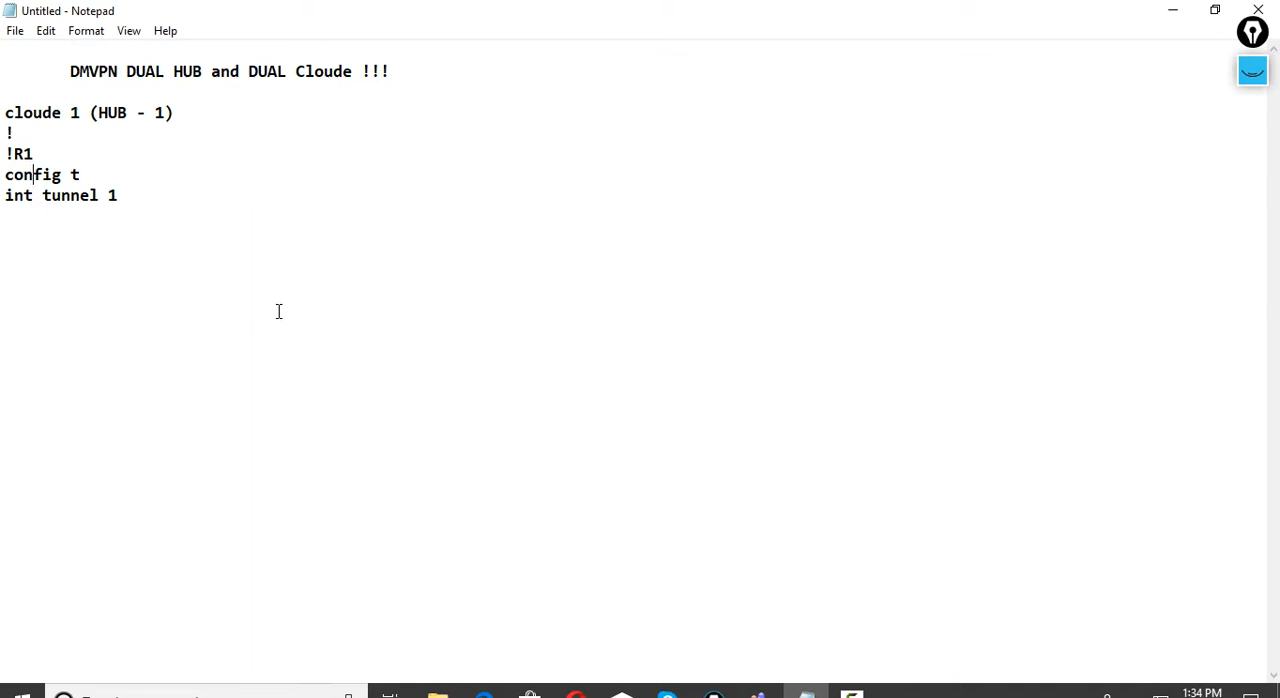 Untitled - Notepad
File Edit Format View Help
DMVPN DUAL HUB and DUAL Cloude !!!
cloude 1 (HUB - 1)
!
!R1
config t
int tunnel 1
1:34 PM